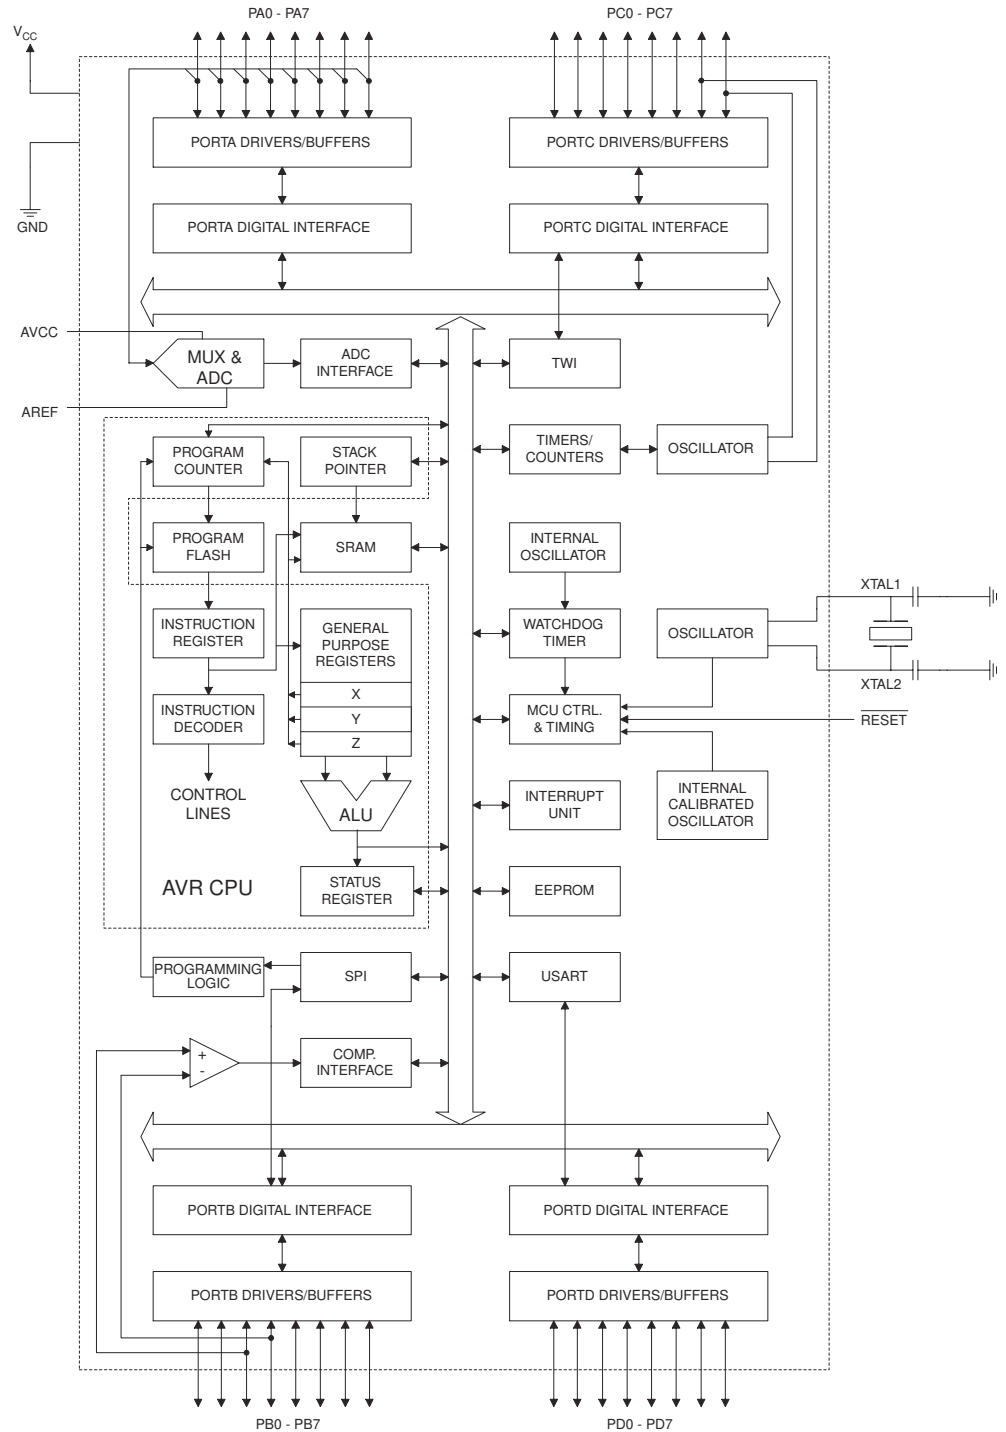 PA0 - PA7
PC0 - PC7
VCC
PORTA DRIVERS/BUFFERS
PORTC DRIVERS/BUFFERS
GND
PORTA DIGITAL INTERFACE
PORTC DIGITAL INTERFACE
AVCC
MUX &
ADC
ADC
INTERFACE
TWI
AREF
PROGRAM
COUNTER
STACK
POINTER
TIMERS/
COUNTERS
OSCILLATOR
PROGRAM
FLASH
SRAM
INTERNAL
OSCILLATOR
XTAL1
INSTRUCTION
REGISTER
GENERAL
PURPOSE
REGISTERS
WATCHDOG
TIMER
OSCILLATOR
XTAL2
X
INSTRUCTION
DECODER
Y
MCU CTRL.
& TIMING
RESET
Z
CONTROL
LINES
ALU
INTERRUPT
UNIT
INTERNAL
CALIBRATED
OSCILLATOR
AVR CPU
STATUS
REGISTER
EEPROM
PROGRAMMING
LOGIC
SPI
USART
+
-
COMP.
INTERFACE
PORTB DIGITAL INTERFACE
PORTD DIGITAL INTERFACE
PORTB DRIVERS/BUFFERS
PORTD DRIVERS/BUFFERS
PB0 - PB7
PD0 - PD7